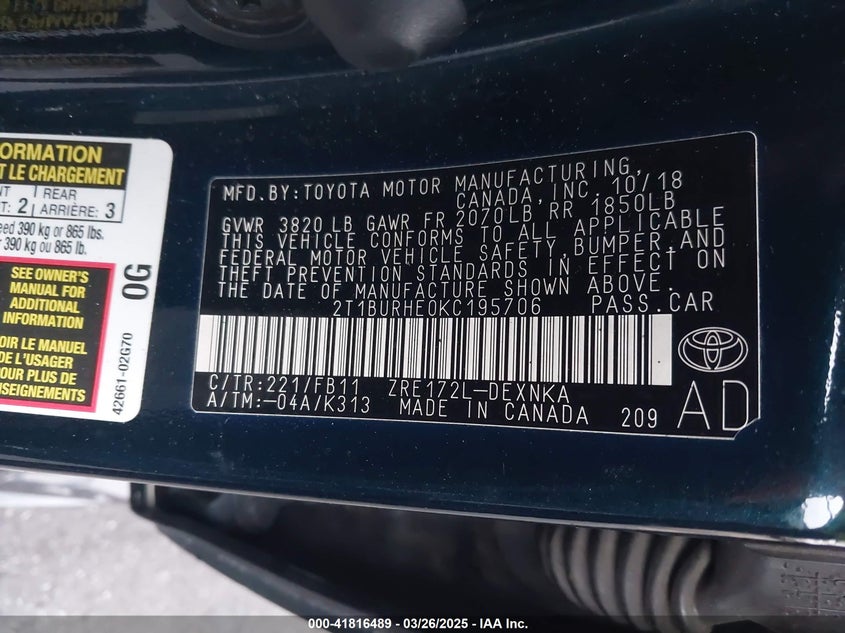 ORMATION
T LE CHARGEMENT
NT
REAR
T: 2
ARRIÈRE: 3
eed 390 kg or 865 lbs.
r 390 kg ou 865 lb.
SEE OWNER'S
MANUAL FOR
ADDITIONAL
INFORMATION
OIR LE MANUEL
DE L'USAGER
POUR PLUS DE
ENSEIGNEMENTS
0G
42661-02G70
MFD.BY:TOYOTA MOTOR MANUFACTURING,
CANADA,INC. 10/18
GVWR 3820 LB GAWR FR 2070LB, RR 1850LB
THIS VEHICLE CONFORMS TO ALL APPLICABLE
FEDERAL MOTOR VEHICLE SAFETY,BUMPER,AND
THEFT PREVENTION STANDARDS IN EFFECT ON
THE DATE OF MANUFACTURE SHOWN ABOVE.
2T1BURHE0KC195706 PASS.CAR
C/TR:221/FB11 ZRE172L-DEXNKA
A/TM:-04A/K313 MADE IN CANADA 209
AD
000-41816489 - 03/26/2025 - IAA Inc.